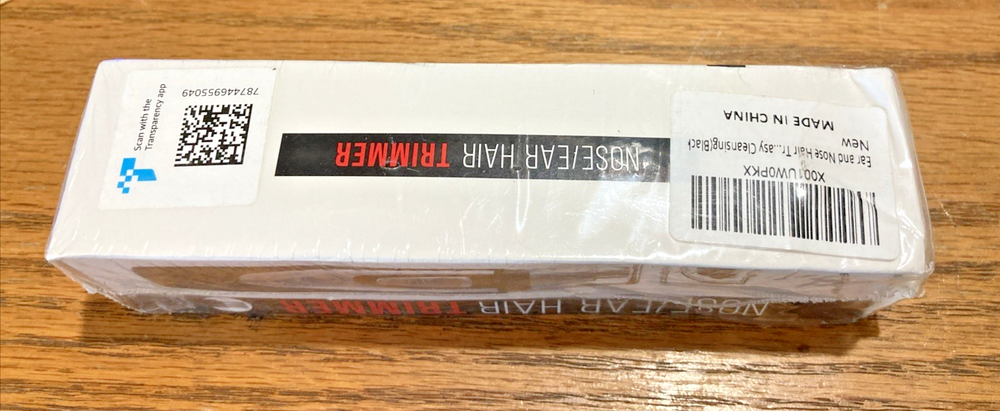 Scan with the
Transparency app
787446955049
NOSE/EAR HAIR TRIMMER
X001UW0PKX
Ear and Nose Hair Tr...asy Cleansing(Black
New
MADE IN CHINA
NOSE/EAR HAIR TRIMMER